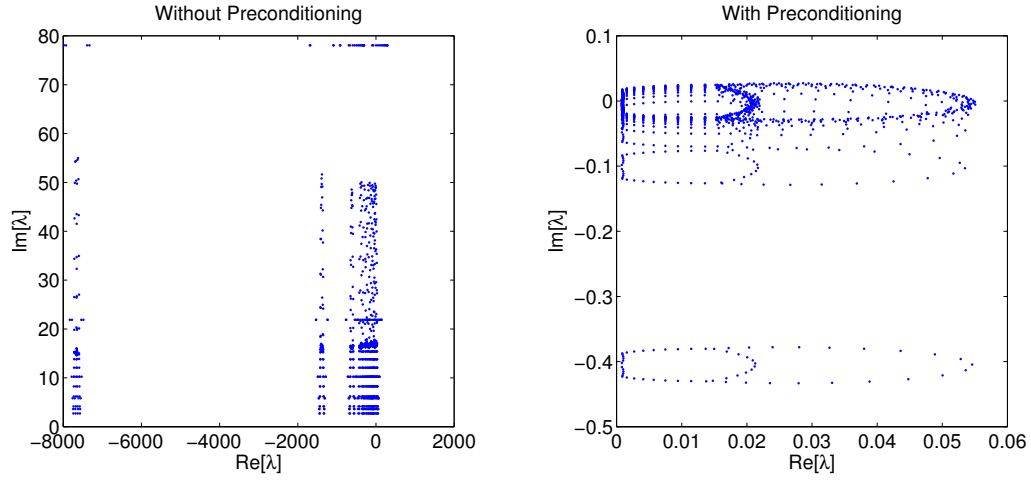 Without Preconditioning
80
70
60
50
40
30
20
10
0
Im[λ]
−8000 −6000 −4000 −2000 0 2000
Re[λ]
With Preconditioning
0.1
0
−0.1
−0.2
−0.3
−0.4
−0.5
Im[λ]
0 0.01 0.02 0.03 0.04 0.05 0.06
Re[λ]